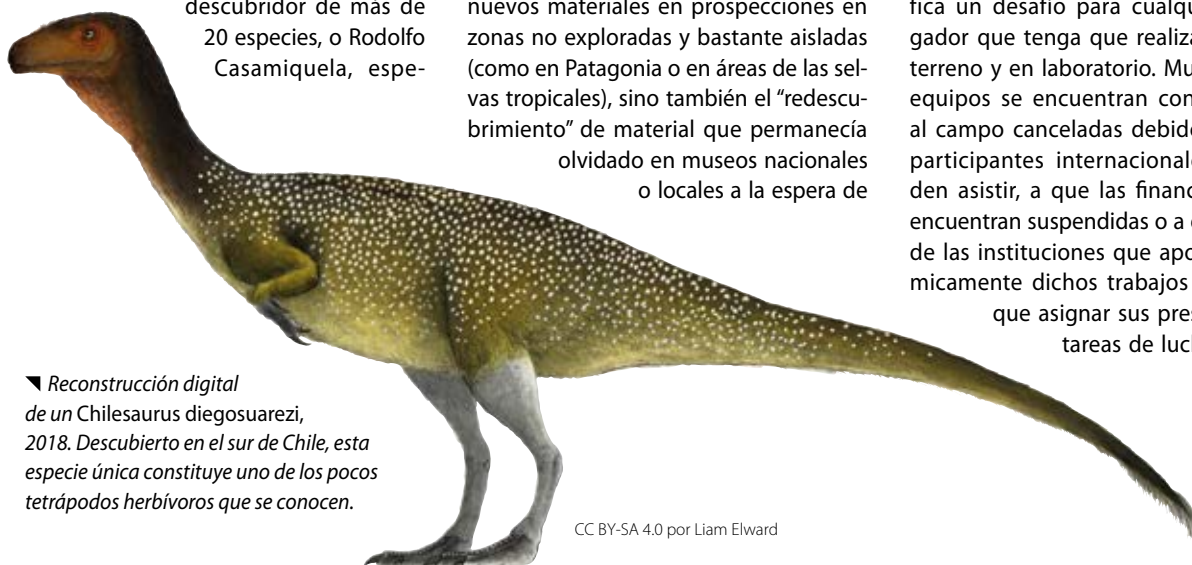 descubridor de más de
20 especies, o Rodolfo
Casamiquela, espe-
nuevos materiales en prospecciones en
zonas no exploradas y bastante aisladas
(como en Patagonia o en áreas de las sel-
vas tropicales), sino también el “redescu-
brimiento” de material que permanecía
olvidado en museos nacionales
o locales a la espera de
fica un desafío para cualqu
gador que tenga que realiza
terreno y en laboratorio. Mu
equipos se encuentran con
al campo canceladas debido
participantes internacionale
den asistir, a que las financ
encuentran suspendidas o a
de las instituciones que apo
micamente dichos trabajos
que asignar sus pres
tareas de luch
Reconstrucción digital
de un Chilesaurus diegosuarezi,
2018. Descubierto en el sur de Chile, esta
especie única constituye uno de los pocos
tetrápodos herbívoros que se conocen.
CC BY-SA 4.0 por Liam Elward